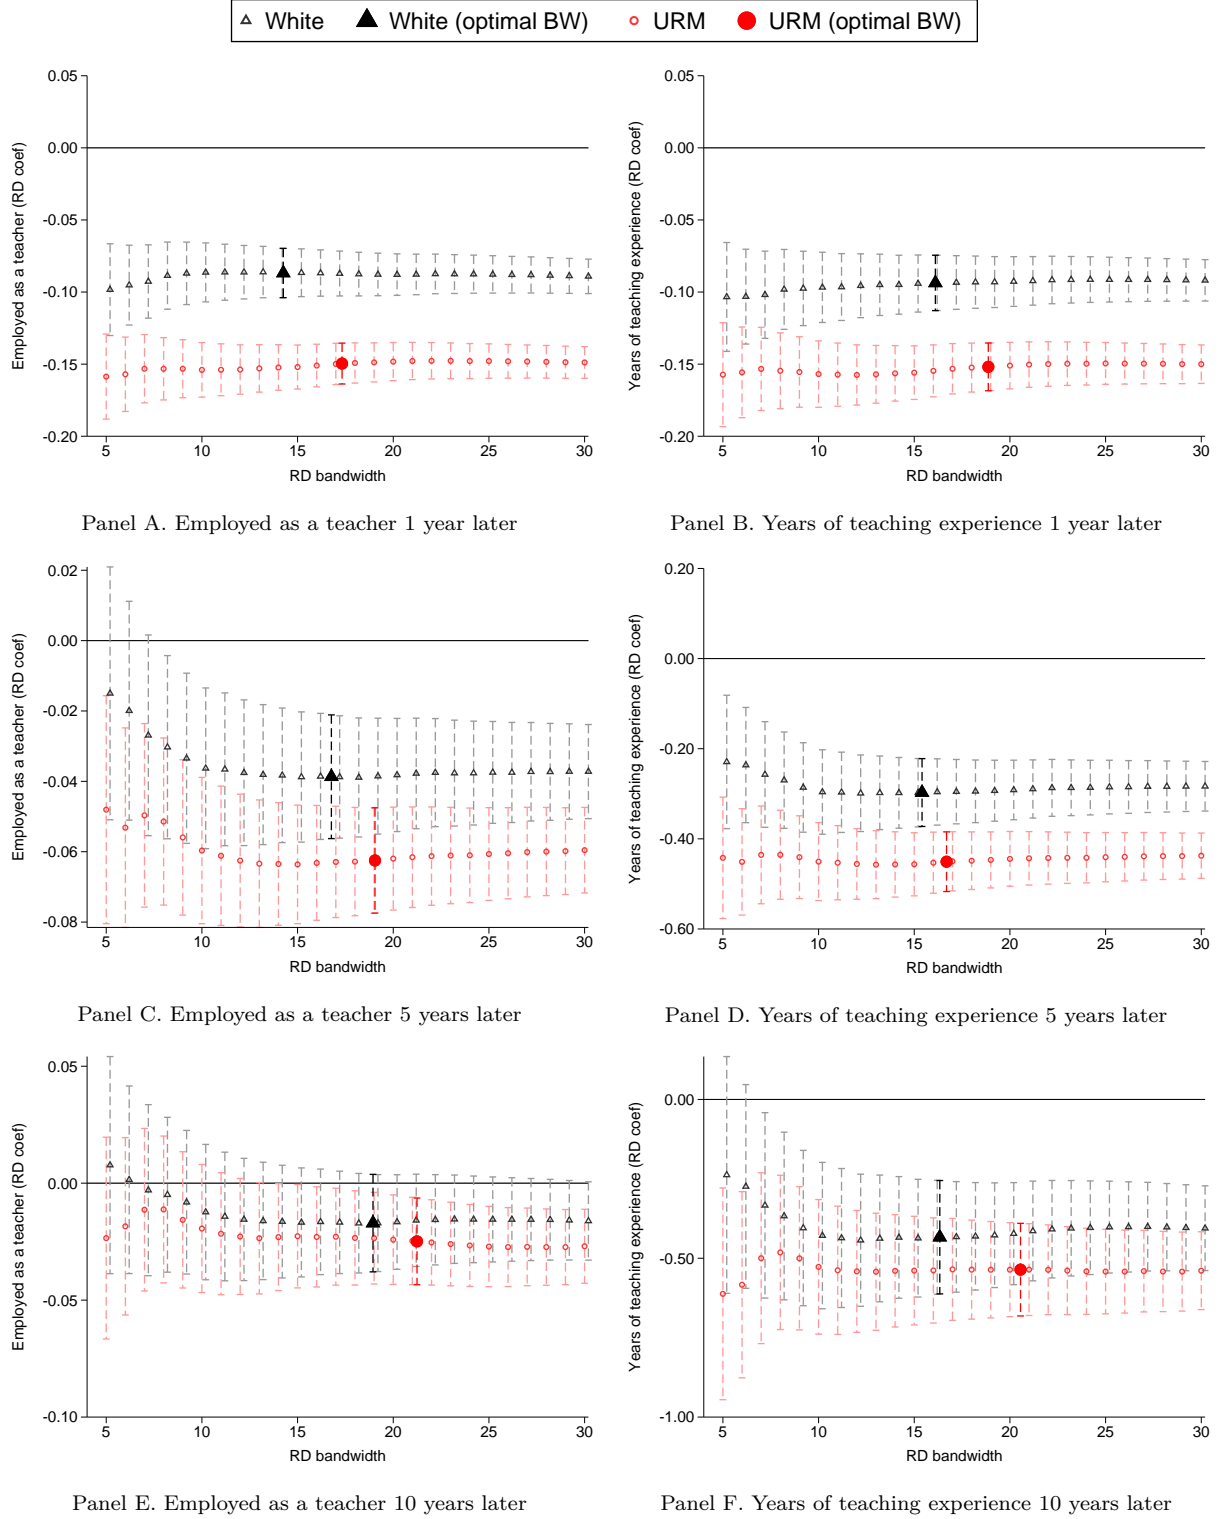 White White (optimal BW) URM URM (optimal BW)
Employed as a teacher (RD coef)
0.05
0.00
-0.05
-0.10
-0.15
-0.20
5 10 15 20 25 30
RD bandwidth
Panel A. Employed as a teacher 1 year later
Years of teaching experience (RD coef)
0.05
0.00
-0.05
-0.10
-0.15
-0.20
5 10 15 20 25 30
RD bandwidth
Panel B. Years of teaching experience 1 year later
Employed as a teacher (RD coef)
0.02
0.00
-0.02
-0.04
-0.06
-0.08
5 10 15 20 25 30
RD bandwidth
Panel C. Employed as a teacher 5 years later
Years of teaching experience (RD coef)
0.20
0.00
-0.20
-0.40
-0.60
5 10 15 20 25 30
RD bandwidth
Panel D. Years of teaching experience 5 years later
Employed as a teacher (RD coef)
0.05
0.00
-0.05
-0.10
5 10 15 20 25 30
RD bandwidth
Panel E. Employed as a teacher 10 years later
Years of teaching experience (RD coef)
0.00
-0.50
-1.00
5 10 15 20 25 30
RD bandwidth
Panel F. Years of teaching experience 10 years later